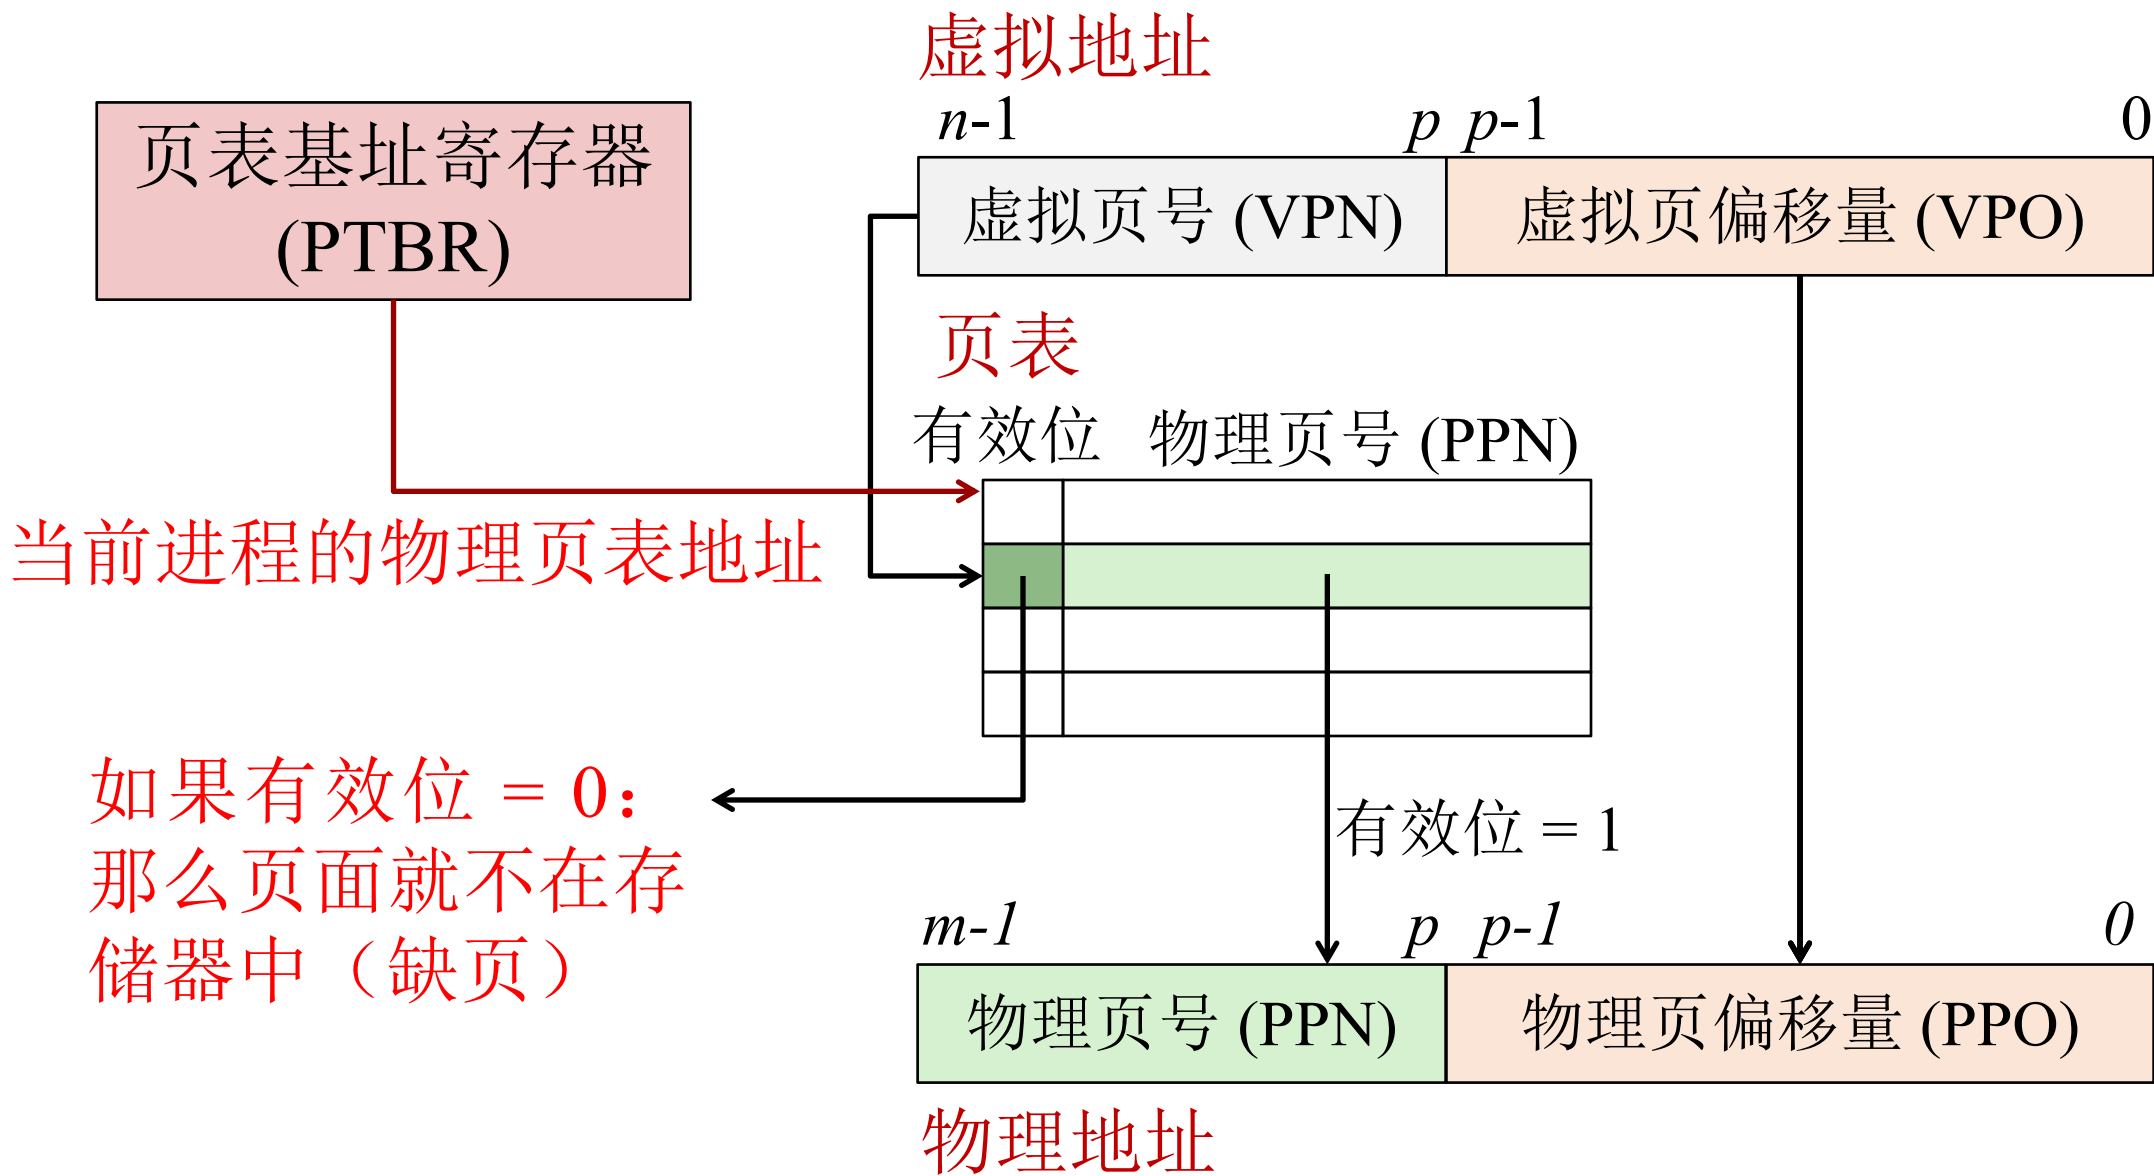 虚拟地址
n-1 p p-1 0
页表基址寄存器
(PTBR)
虚拟页号 (VPN) 虚拟页偏移量 (VPO)
页表
有效位 物理页号 (PPN)
当前进程的物理页表地址
如果有效位 = 0：
那么页面就不在存
储器中（缺页）
有效位 = 1
m-1 p p-1 0
物理页号 (PPN) 物理页偏移量 (PPO)
物理地址